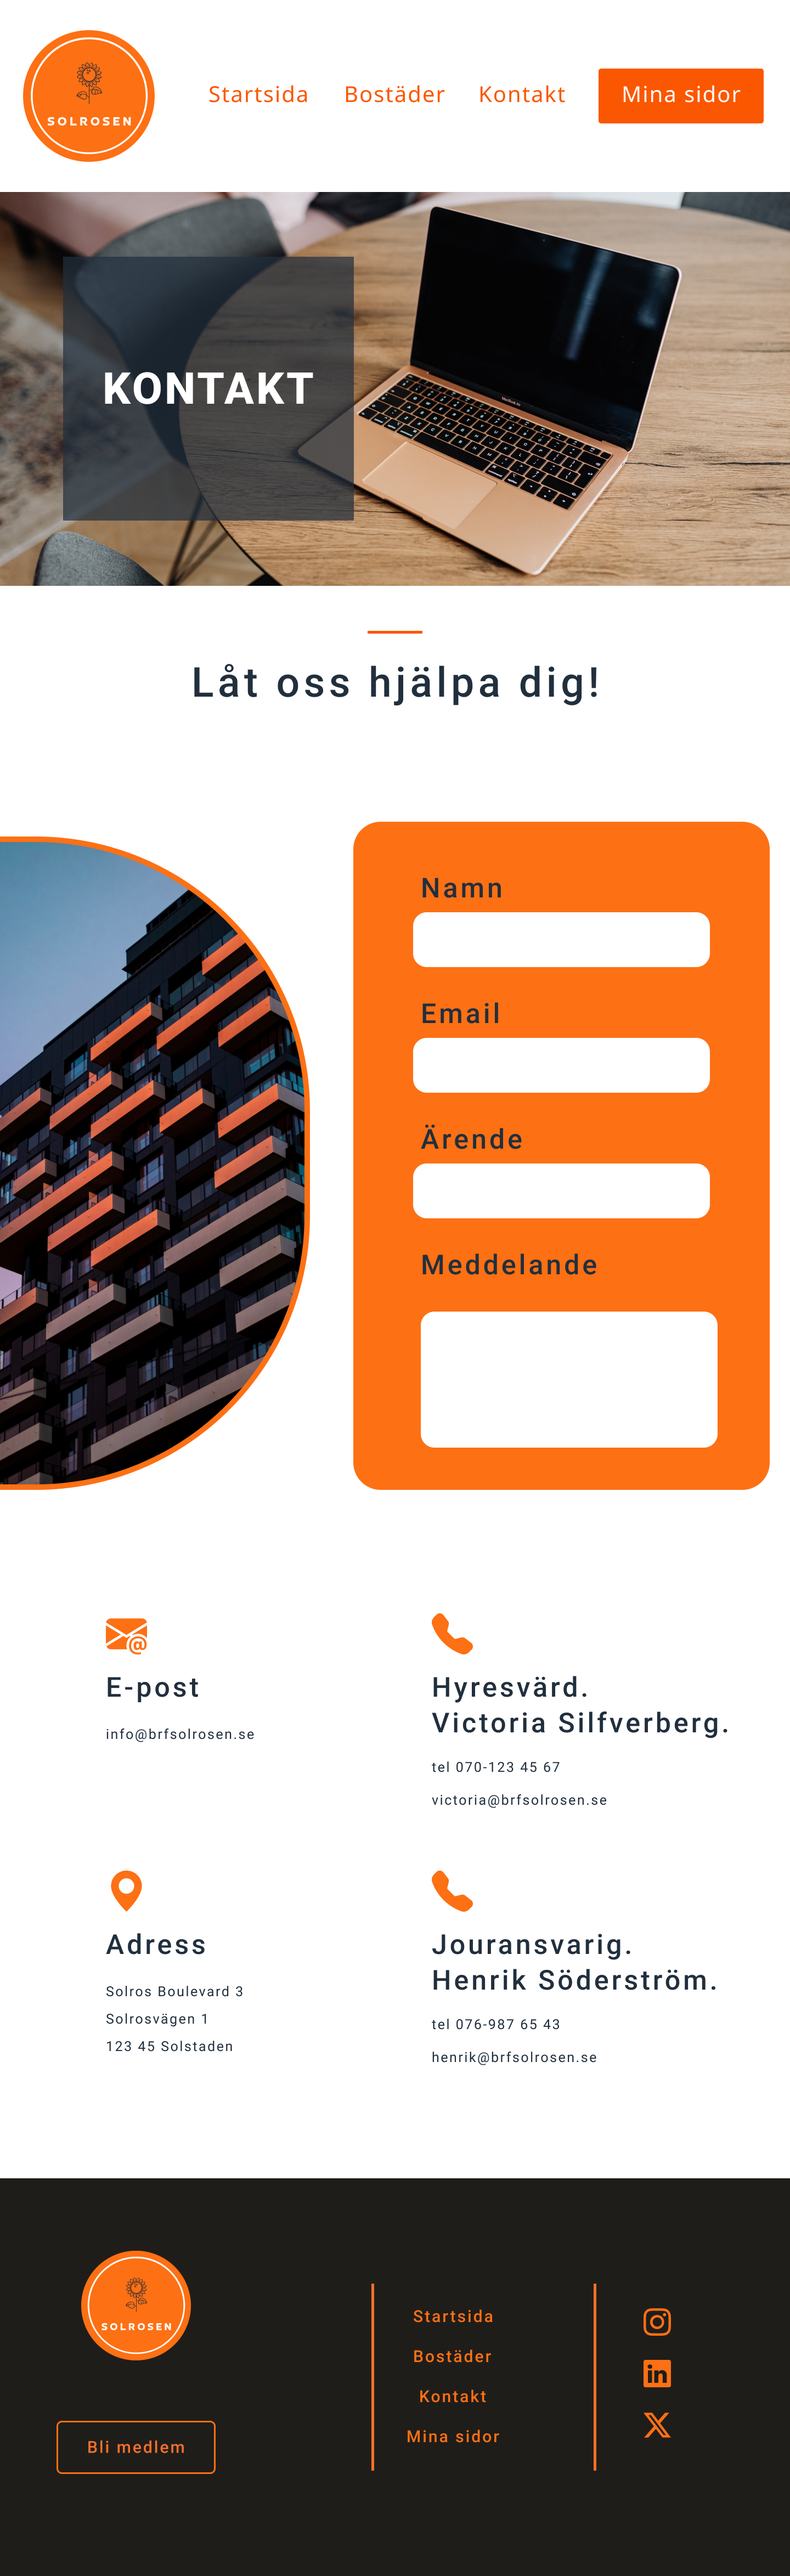 SOLROSEN
Startsida
Bostäder
Kontakt
Mina sidor
KONTAKT
Låt oss hjälpa dig!
Namn
Email
Ärende
Meddelande
E-post
info@brfsolrosen.se
Hyresvärd.
Victoria Silfverberg.
tel 070-123 45 67
victoria@brfsolrosen.se
Adress
Solros Boulevard 3
Solrosvägen 1
123 45 Solstaden
Jouransvarig.
Henrik Söderström.
tel 076-987 65 43
henrik@brfsolrosen.se
SOLROSEN
Bli medlem
Startsida
Bostäder
Kontakt
Mina sidor